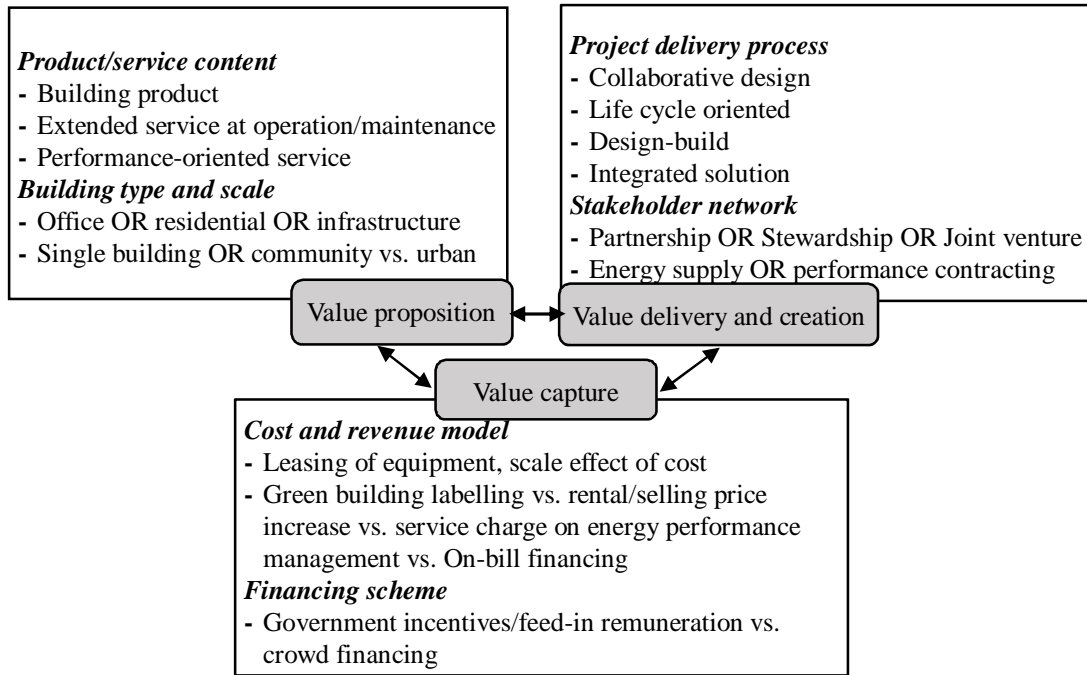 Product/service content
- Building product
- Extended service at operation/maintenance
- Performance-oriented service
Building type and scale
- Office OR residential OR infrastructure
- Single building OR community vs. urban
Project delivery process
- Collaborative design
- Life cycle oriented
- Design-build
- Integrated solution
Stakeholder network
- Partnership OR Stewardship OR Joint venture
- Energy supply OR performance contracting
Value proposition
Value delivery and creation
Value capture
Cost and revenue model
- Leasing of equipment, scale effect of cost
- Green building labelling vs. rental/selling price
increase vs. service charge on energy performance
management vs. On-bill financing
Financing scheme
- Government incentives/feed-in remuneration vs.
crowd financing